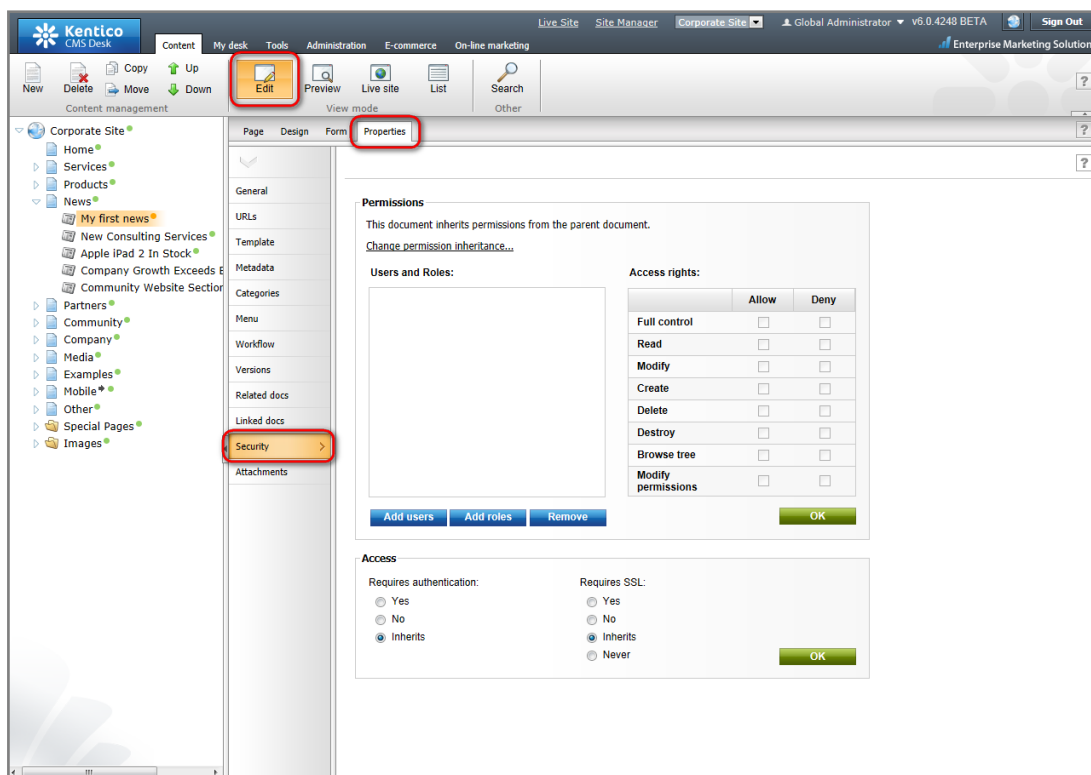 Kentico
CMS Desk
Live Site Site Manager Corporate Site Global Administrator v6.0.4248 BETA Sign Out
Content My desk Tools Administration E-commerce On-line marketing
Enterprise Marketing Solution
New Delete Copy Move Up Down
Content management
Edit Preview Live site List
View mode
Search
Other
?
Corporate Site
Home
Services
Products
News
My first news
New Consulting Services
Apple iPad 2 In Stock
Company Growth Exceeds E
Community Website Section
Partners
Community
Company
Media
Examples
Mobile
Other
Special Pages
Images
Page Design Form Properties
?
?
General
URLs
Template
Metadata
Categories
Menu
Workflow
Versions
Related docs
Linked docs
Security >
Attachments
Permissions
This document inherits permissions from the parent document.
Change permission inheritance...
Users and Roles:
Access rights:
Allow Deny
Full control
Read
Modify
Create
Delete
Destroy
Browse tree
Modify
permissions
Add users Add roles Remove
OK
Access
Requires authentication:
Yes
No
Inherits
Requires SSL:
Yes
No
Inherits
Never
OK